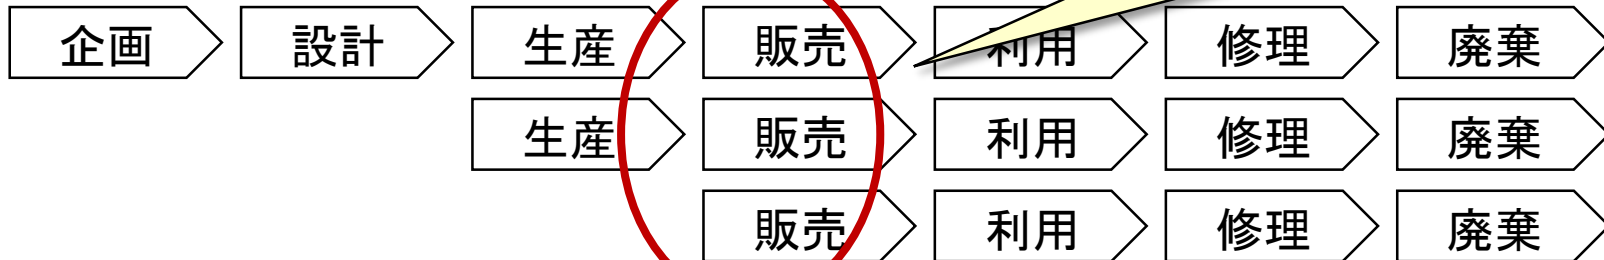 企画 設計 生産 販売 利用 修理 廃棄
生産 販売 利用 修理 廃棄
販売 利用 修理 廃棄